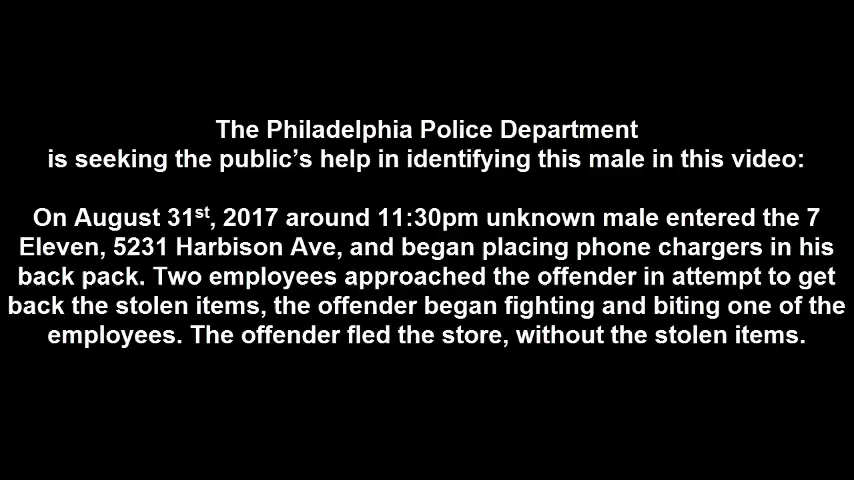 The Philadelphia Police Department
is seeking the public’s help in identifying this male in this video:
On August 31st, 2017 around 11:30pm unknown male entered the 7
Eleven, 5231 Harbison Ave, and began placing phone chargers in his
back pack. Two employees approached the offender in attempt to get
back the stolen items, the offender began fighting and biting one of the
employees. The offender fled the store, without the stolen items.